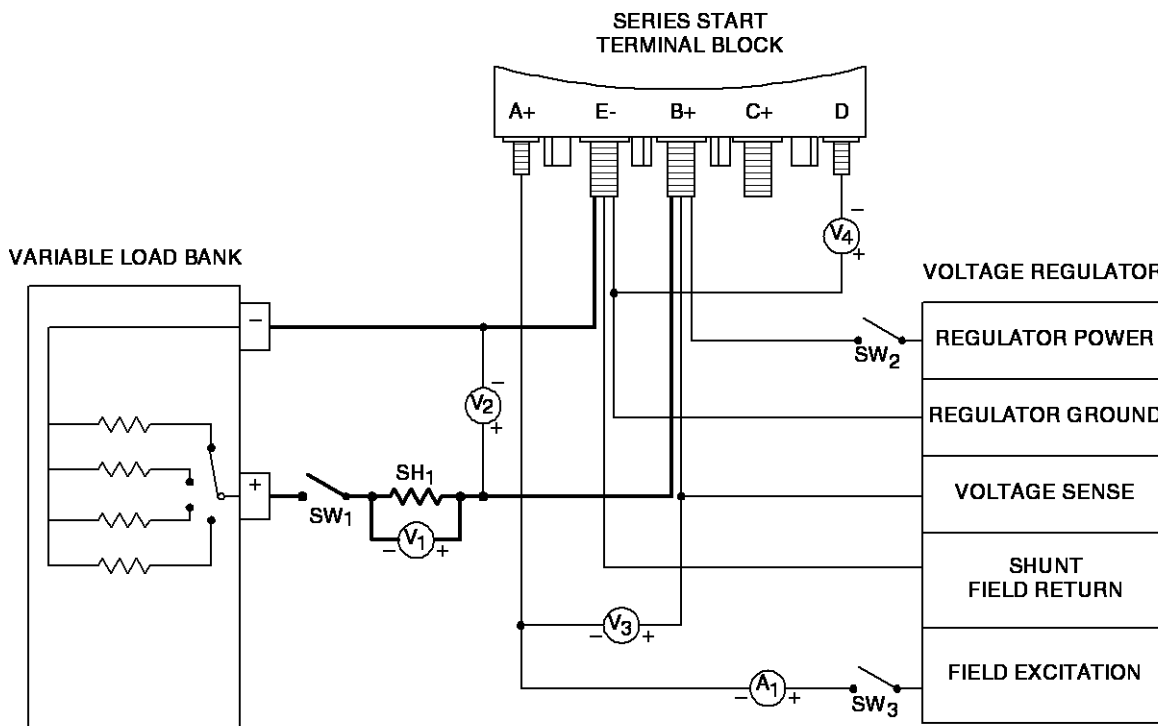 SERIES START
TERMINAL BLOCK
A+ E- B+ C+ D
−
V4
+
VARIABLE LOAD BANK
VOLTAGE REGULATOR
−
REGULATOR POWER
SW2
−
V2
+
REGULATOR GROUND
SH1
+
VOLTAGE SENSE
SW1
− V1 +
SHUNT
FIELD RETURN
− V3 +
FIELD EXCITATION
− A1 +
SW3